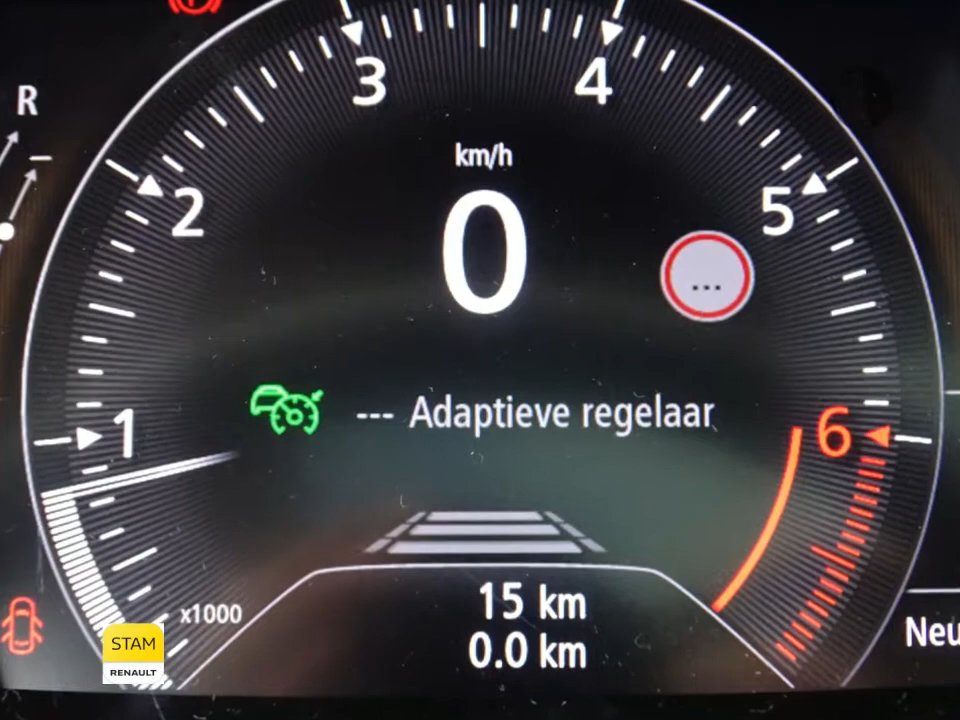 R
3
4
km/h
2
0
5
...
--- Adaptieve regelaar
1
6
15 km
x1000
0.0 km
Neu
STAM
RENAULT